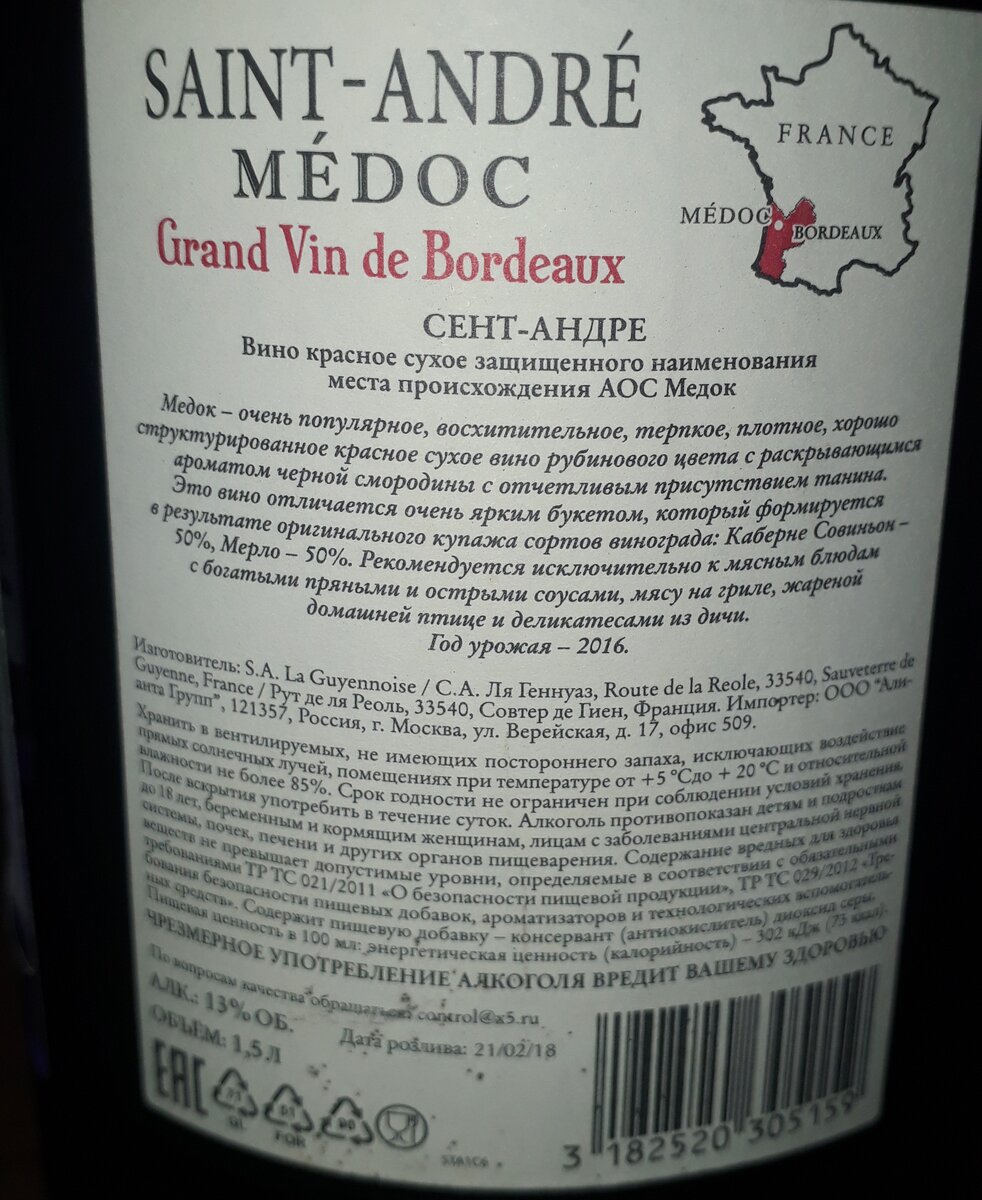 SAINT-ANDRÉ
MÉDOC
Grand Vin de Bordeaux
FRANCE
MÉDOC
BORDEAUX
СЕНТ-АНДРЕ
Вино красное сухое защищенного наименования
места происхождения АОС Медок
Медок – очень популярное, восхитительное, терпкое, плотное, хорошо
структурированное красное сухое вино рубинового цвета с раскрывающимся
ароматом черной смородины с отчетливым присутствием танина.
Это вино отличается очень ярким букетом, который формируется
в результате оригинального купажа сортов винограда: Каберне Совиньон –
50%, Мерло – 50%. Рекомендуется исключительно к мясным блюдам
с богатыми пряными и острыми соусами, мясу на гриле, жареной
домашней птице и деликатесами из дичи.
Год урожая – 2016.
Изготовитель: S.A. La Guyennoise / С.А. Ля Геннуаз, Route de la Reole, 33540, Sauveterre de
Guyenne, France / Рут де ля Реоль, 33540, Совтер де Гиен, Франция. Импортер: ООО "Али-
анта Групп", 121357, Россия, г. Москва, ул. Верейская, д. 17, офис 509.
Хранить в вентилируемых, не имеющих постороннего запаха, исключающих воздействие
прямых солнечных лучей, помещениях при температуре от +5 °Сдо + 20 °С и относительной
влажности не более 85%. Срок годности не ограничен при соблюдении условий хранения.
После вскрытия употребить в течение суток. Алкоголь противопоказан детям и подросткам
до 18 лет, беременным и кормящим женщинам, лицам с заболеваниями центральной нервной
системы, почек, печени и других органов пищеварения. Содержание вредных для здоровья
веществ не превышает допустимые уровни, определяемые в соответствии с обязательными
требованиями ТР ТС 021/2011 «О безопасности пищевой продукции», ТР ТС 029/2012 «Тре-
бования безопасности пищевых добавок, ароматизаторов и технологических вспомогатель-
ных средств». Содержит пищевую добавку – консервант (антиокислитель) диоксид серы.
Пищевая ценность в 100 мл: энергетическая ценность (калорийность) – 302 кДж (73 ккал).
ЧРЕЗМЕРНОЕ УПОТРЕБЛЕНИЕ АЛКОГОЛЯ ВРЕДИТ ВАШЕМУ ЗДОРОВЬЮ
По вопросам качества обращаться: control@x5.ru
АЛК.: 13% ОБ.
Дата розлива: 21/02/18
ОБЪЕМ: 1,5 Л
EAC
GL
FOR
3 182520 305159